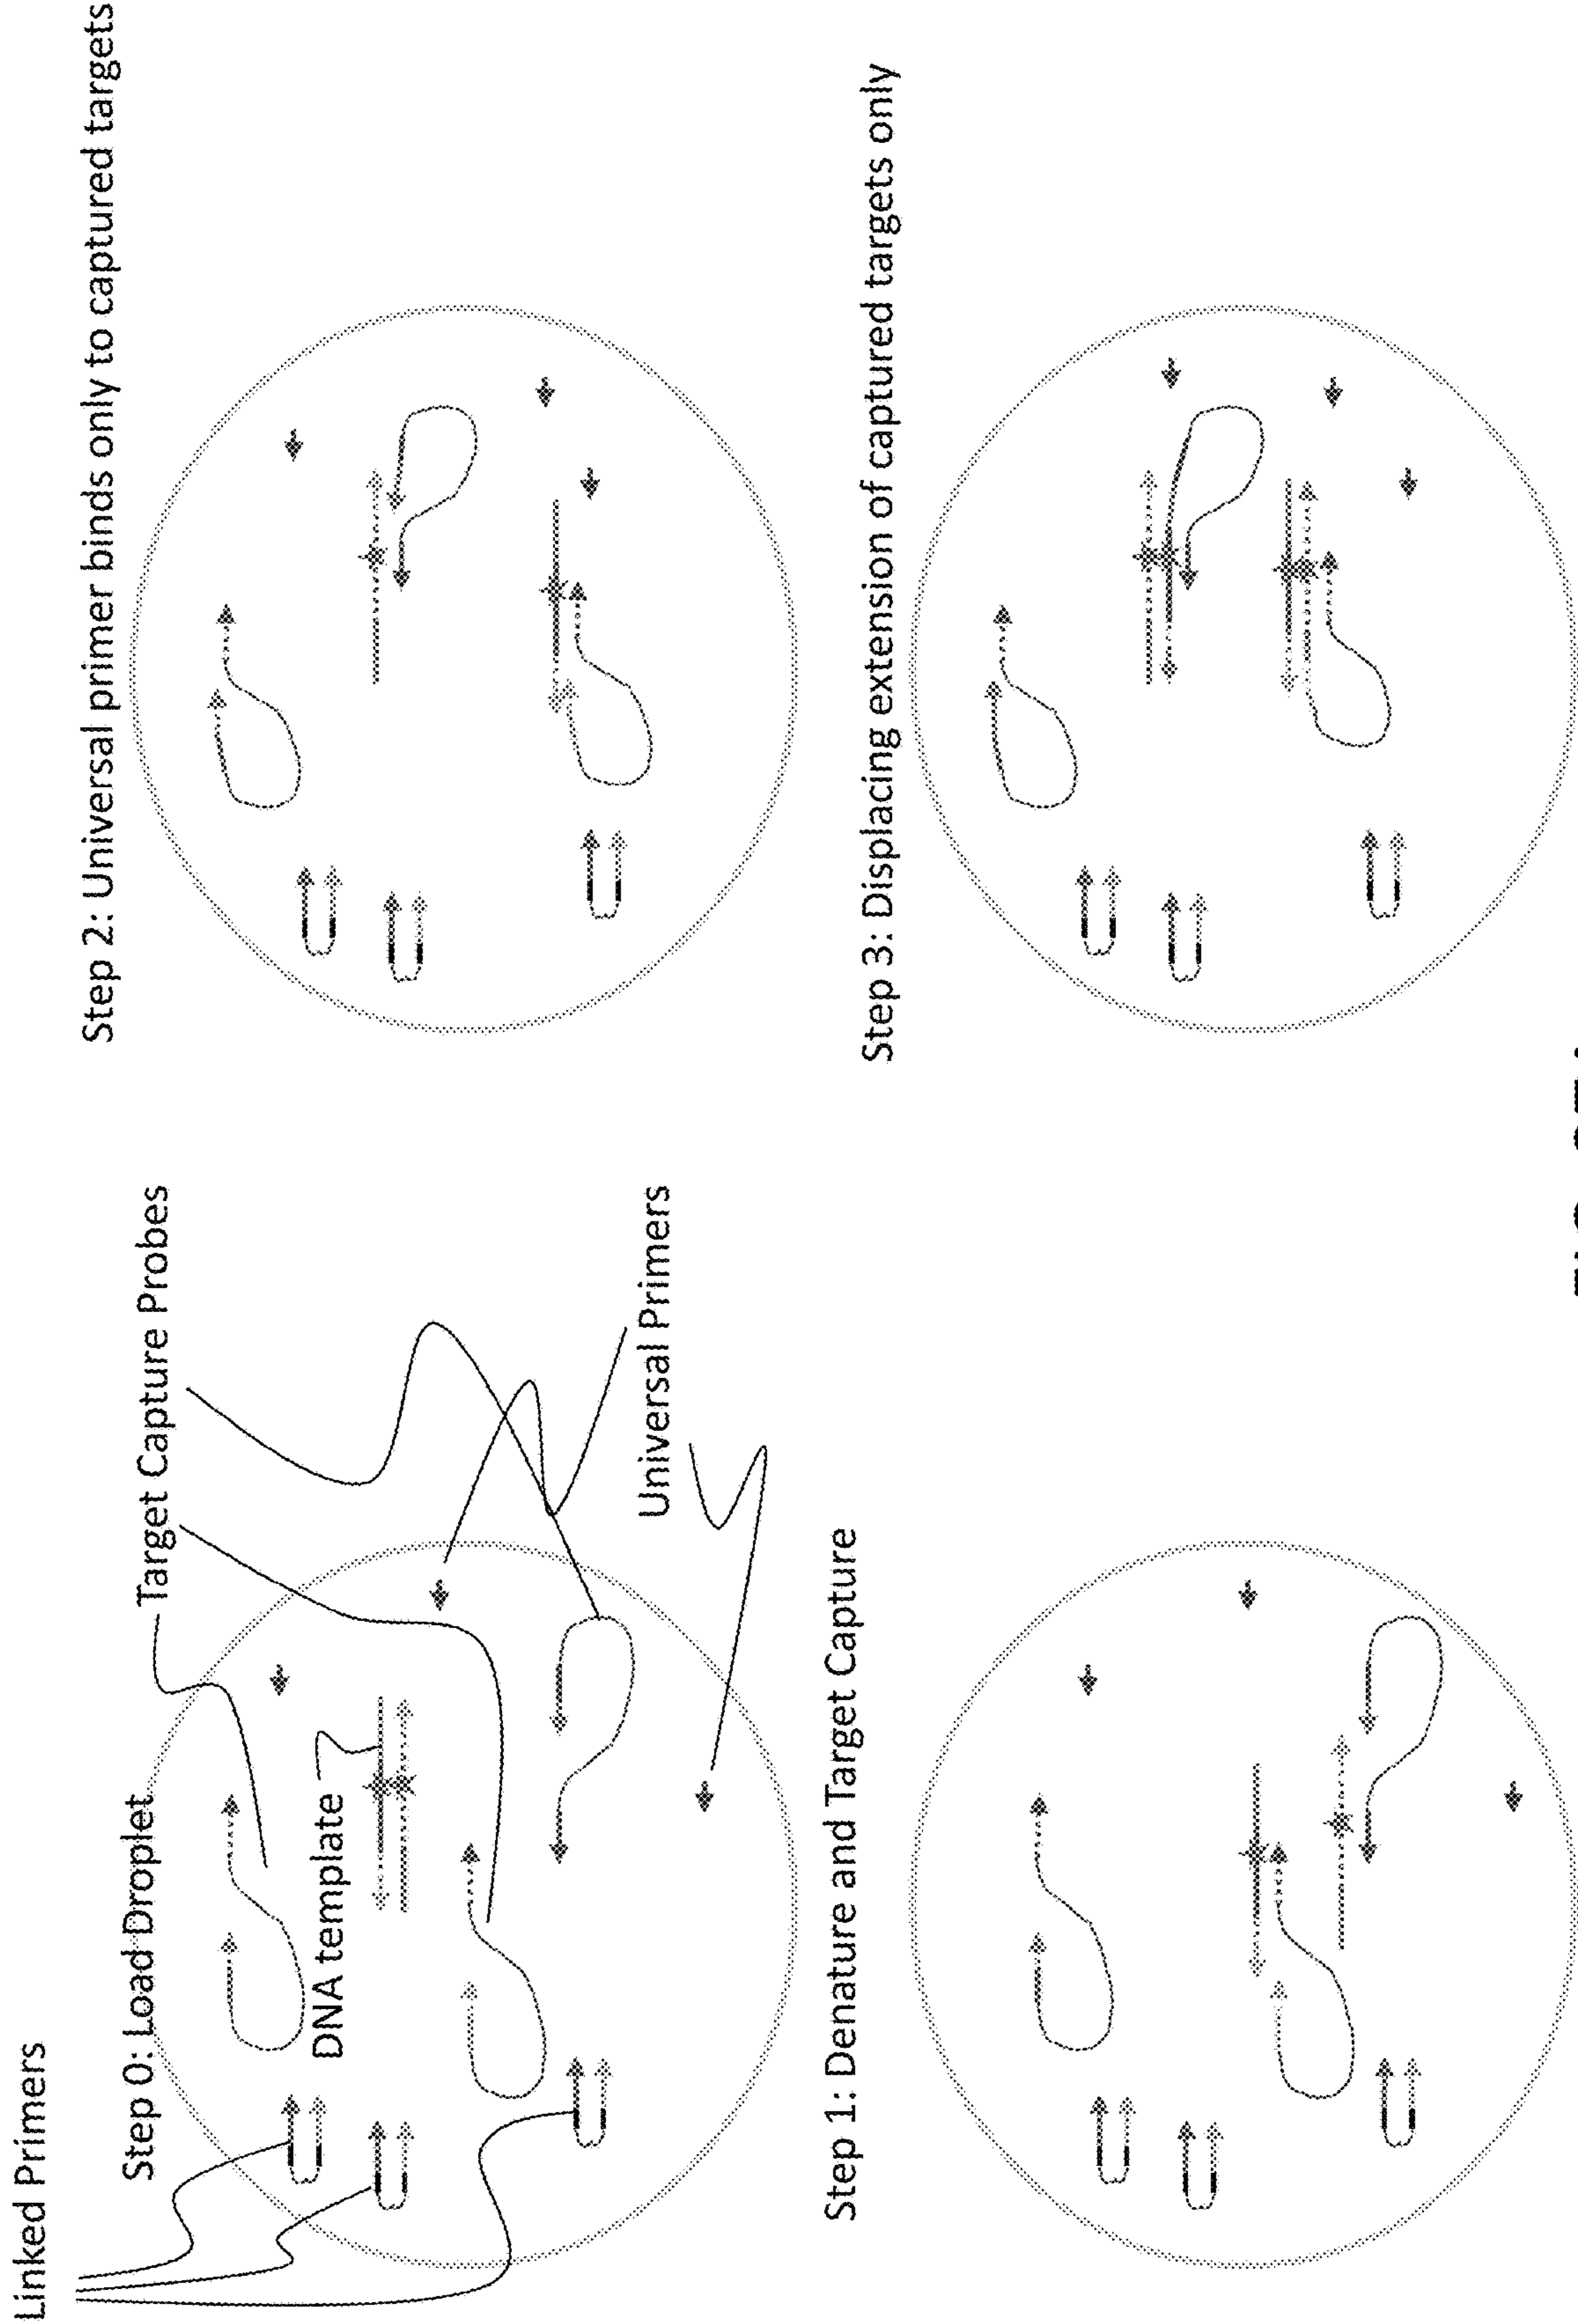 Linked Primers
Step 0: Load Droplet
Target Capture Probes
DNA template
Universal Primers
Step 1: Denature and Target Capture
Step 2: Universal primer binds only to captured targets
Step 3: Displacing extension of captured targets only